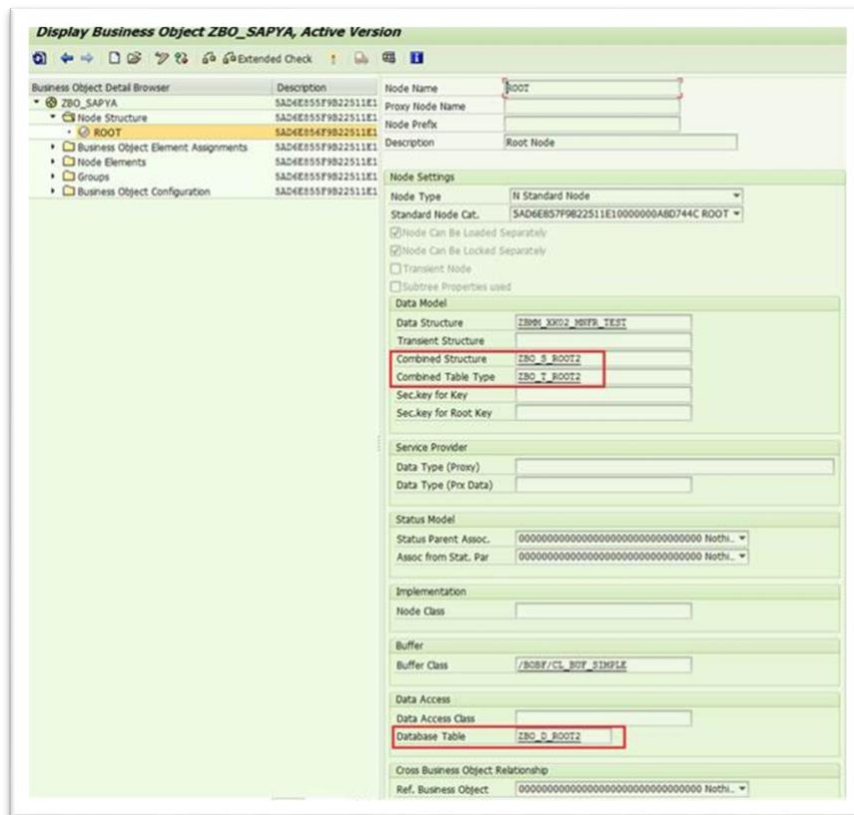 Display Business Object ZBO_SAPYA, Active Version
Extended Check
Business Object Detail Browser Description
ZBO_SAPYA 5AD6E855F9B22511E1
Node Structure 5AD6E855F9B22511E1
ROOT 5AD6E856F9B22511E1
Business Object Element Assignments 5AD6E855F9B22511E1
Node Elements 5AD6E855F9B22511E1
Groups 5AD6E855F9B22511E1
Business Object Configuration 5AD6E855F9B22511E1
Node Name ROOT
Proxy Node Name
Node Prefix
Description Root Node
Node Settings
Node Type N Standard Node
Standard Node Cat. 5AD6E857F9B22511E10000000A8D744C ROOT
Node Can Be Loaded Separately
Node Can Be Locked Separately
Transient Node
Subtree Properties used
Data Model
Data Structure ZBMM_XK02_MNFR_TEST
Transient Structure
Combined Structure ZBO_S_ROOT2
Combined Table Type ZBO_T_ROOT2
Sec.key for Key
Sec.key for Root Key
Service Provider
Data Type (Proxy)
Data Type (Prx Data)
Status Model
Status Parent Assoc. 00000000000000000000000000000000 Nothi..
Assoc from Stat. Par 00000000000000000000000000000000 Nothi..
Implementation
Node Class
Buffer
Buffer Class /BOBF/CL_BUF_SIMPLE
Data Access
Data Access Class
Database Table ZBO_D_ROOT2
Cross Business Object Relationship
Ref. Business Object 00000000000000000000000000000000 Nothi..